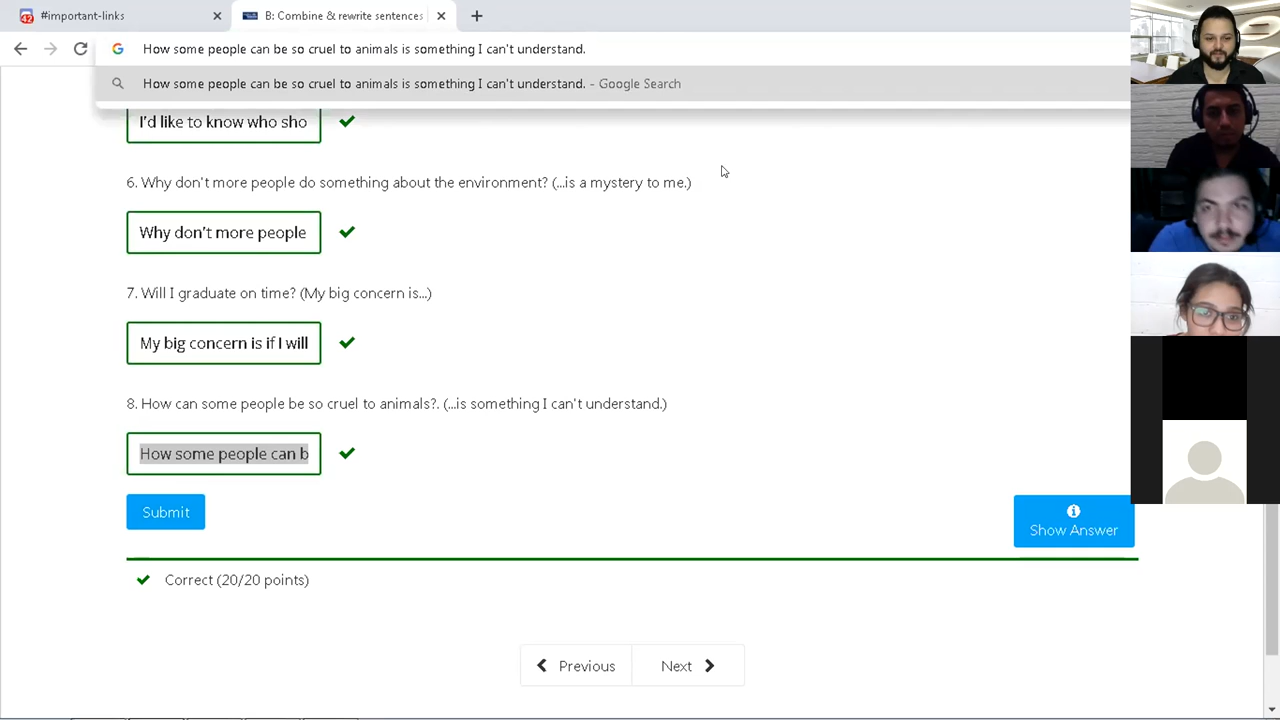 42
#important-links
B: Combine & rewrite sentences
How some people can be so cruel to animals is something I can't understand.
How some people can be so cruel to animals is something I can't understand. - Google Search
I'd like to know who sho
6. Why don't more people do something about the environment? (...is a mystery to me.)
Why don't more people
7. Will I graduate on time? (My big concern is...)
My big concern is if I will
8. How can some people be so cruel to animals?. (...is something I can't understand.)
How some people can b
Submit
Show Answer
Correct (20/20 points)
Previous
Next